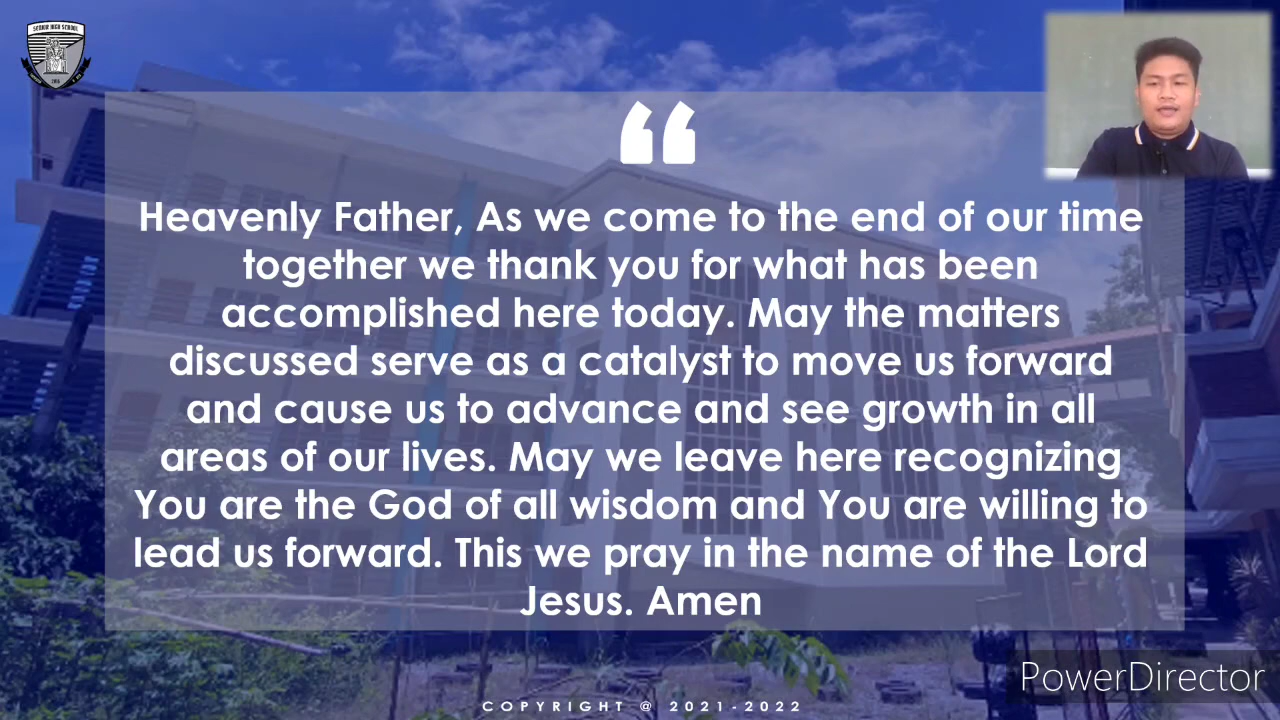 SENIOR HIGH SCHOOL
“
Heavenly Father, As we come to the end of our time
together we thank you for what has been
accomplished here today. May the matters
discussed serve as a catalyst to move us forward
and cause us to advance and see growth in all
areas of our lives. May we leave here recognizing
You are the God of all wisdom and You are willing to
lead us forward. This we pray in the name of the Lord
Jesus. Amen
PowerDirector
COPYRIGHT @ 2021-2022